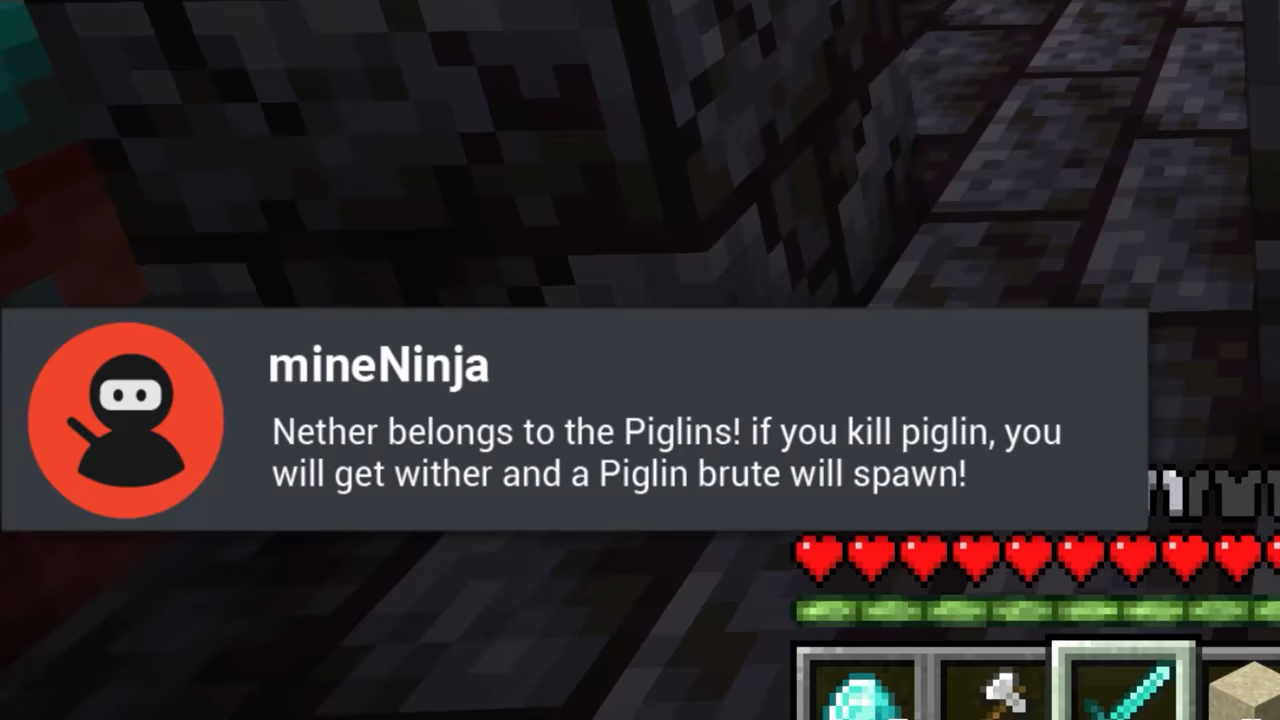 mineNinja
Nether belongs to the Piglins! if you kill piglin, you
will get wither and a Piglin brute will spawn!